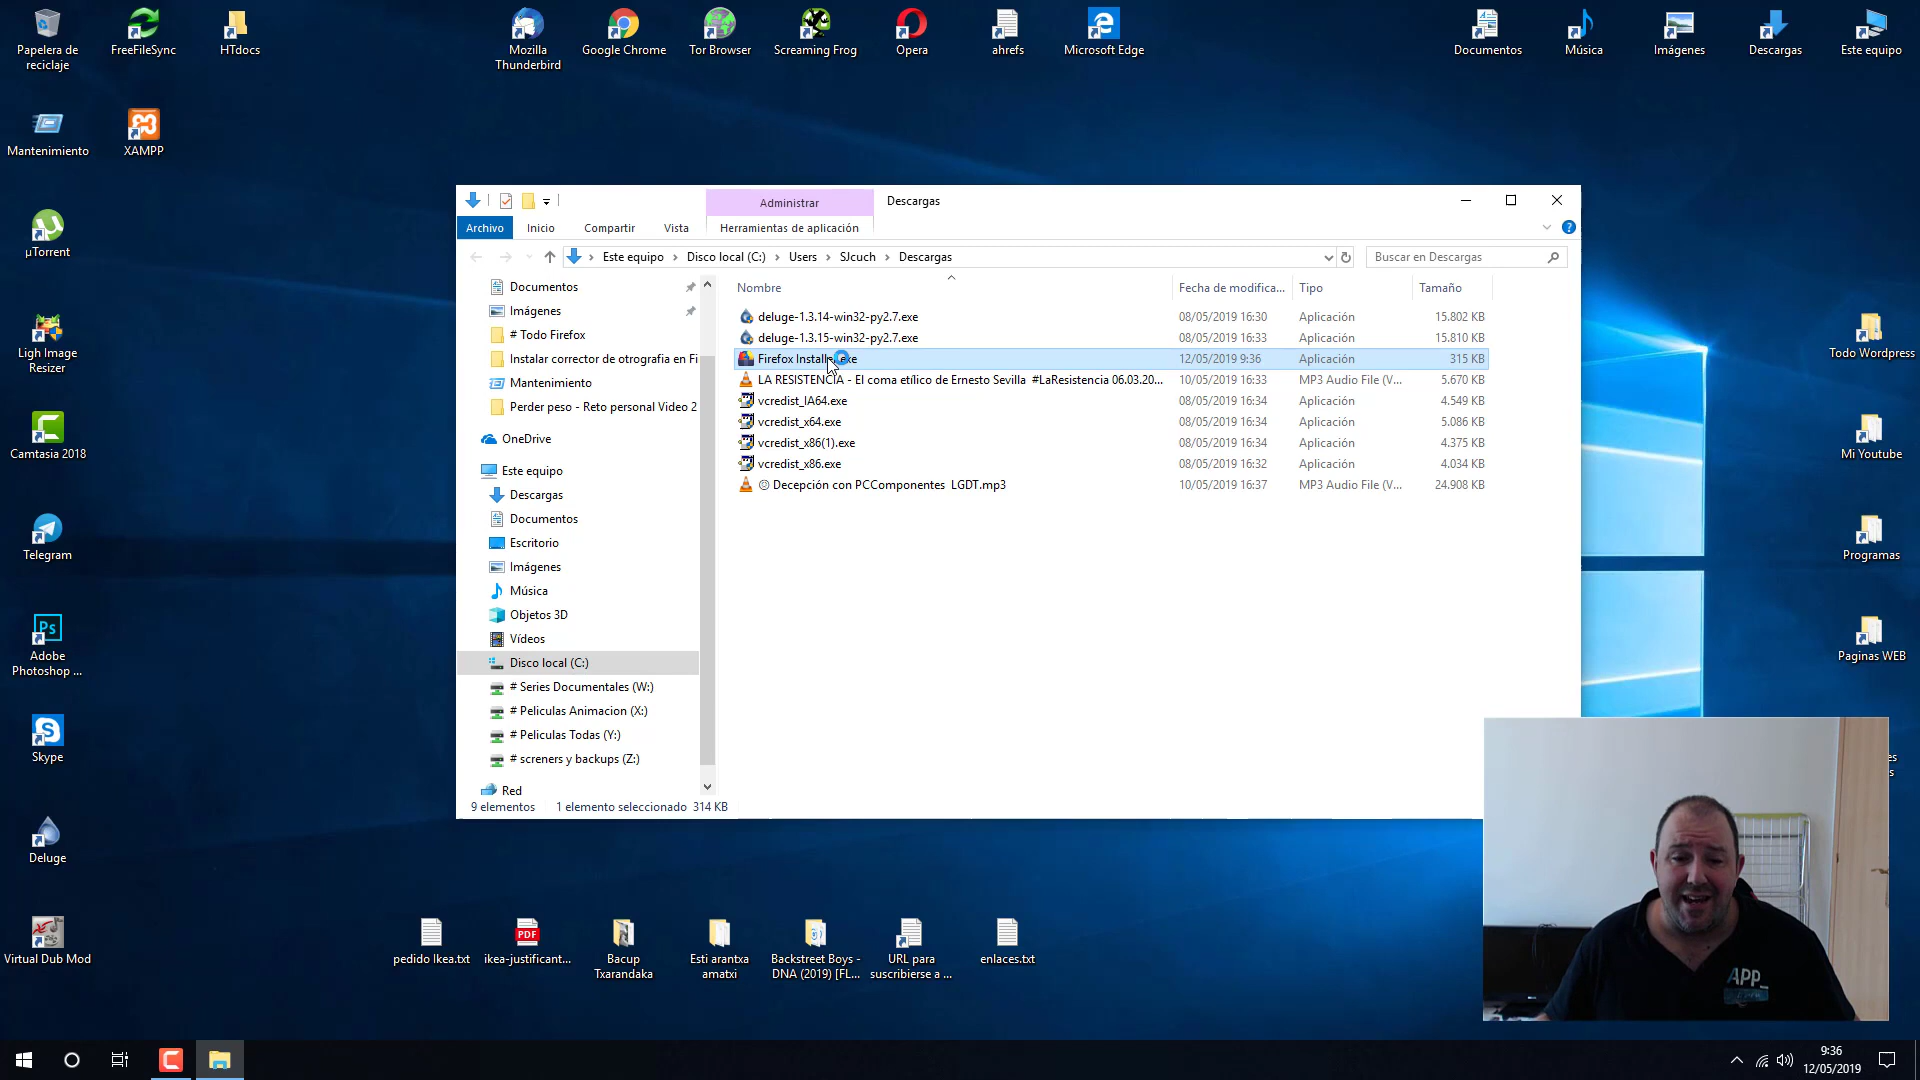 Papelera de
reciclaje
FreeFileSync
HTdocs
Mozilla
Thunderbird
Google Chrome
Tor Browser
Screaming Frog
Opera
ahrefs
Microsoft Edge
Documentos
Música
Imágenes
Descargas
Este equipo
Mantenimiento
XAMPP
µTorrent
Ligh Image
Resizer
Camtasia 2018
Telegram
Ps
Adobe
Photoshop ...
Skype
Deluge
Virtual Dub Mod
Administrar
Descargas
Archivo
Inicio
Compartir
Vista
Herramientas de aplicación
Este equipo
Disco local (C:)
Users
SJcuch
Descargas
Buscar en Descargas
Documentos
Imágenes
# Todo Firefox
Instalar corrector de otrografia en Fi
Mantenimiento
Perder peso - Reto personal Video 2
OneDrive
Este equipo
Descargas
Documentos
Escritorio
Imágenes
Música
Objetos 3D
Vídeos
Disco local (C:)
# Series Documentales (W:)
# Peliculas Animacion (X:)
# Peliculas Todas (Y:)
# screners y backups (Z:)
Red
Nombre Fecha de modifica... Tipo Tamaño
deluge-1.3.14-win32-py2.7.exe 08/05/2019 16:30 Aplicación 15.802 KB
deluge-1.3.15-win32-py2.7.exe 08/05/2019 16:33 Aplicación 15.810 KB
Firefox Installer.exe 12/05/2019 9:36 Aplicación 315 KB
LA RESISTENCIA - El coma etílico de Ernesto Sevilla #LaResistencia 06.03.20... 10/05/2019 16:33 MP3 Audio File (V... 5.670 KB
vcredist_IA64.exe 08/05/2019 16:34 Aplicación 4.549 KB
vcredist_x64.exe 08/05/2019 16:34 Aplicación 5.086 KB
vcredist_x86(1).exe 08/05/2019 16:34 Aplicación 4.375 KB
vcredist_x86.exe 08/05/2019 16:32 Aplicación 4.034 KB
Decepción con PCComponentes LGDT.mp3 10/05/2019 16:37 MP3 Audio File (V... 24.908 KB
9 elementos 1 elemento seleccionado 314 KB
Todo Wordpress
Mi Youtube
Programas
Paginas WEB
APP_
pedido Ikea.txt
PDF
ikea-justificant...
Bacup
Txarandaka
Esti arantxa
amatxi
Backstreet Boys -
DNA (2019) [FL...
URL para
suscribierse a ...
enlaces.txt
9:36
12/05/2019